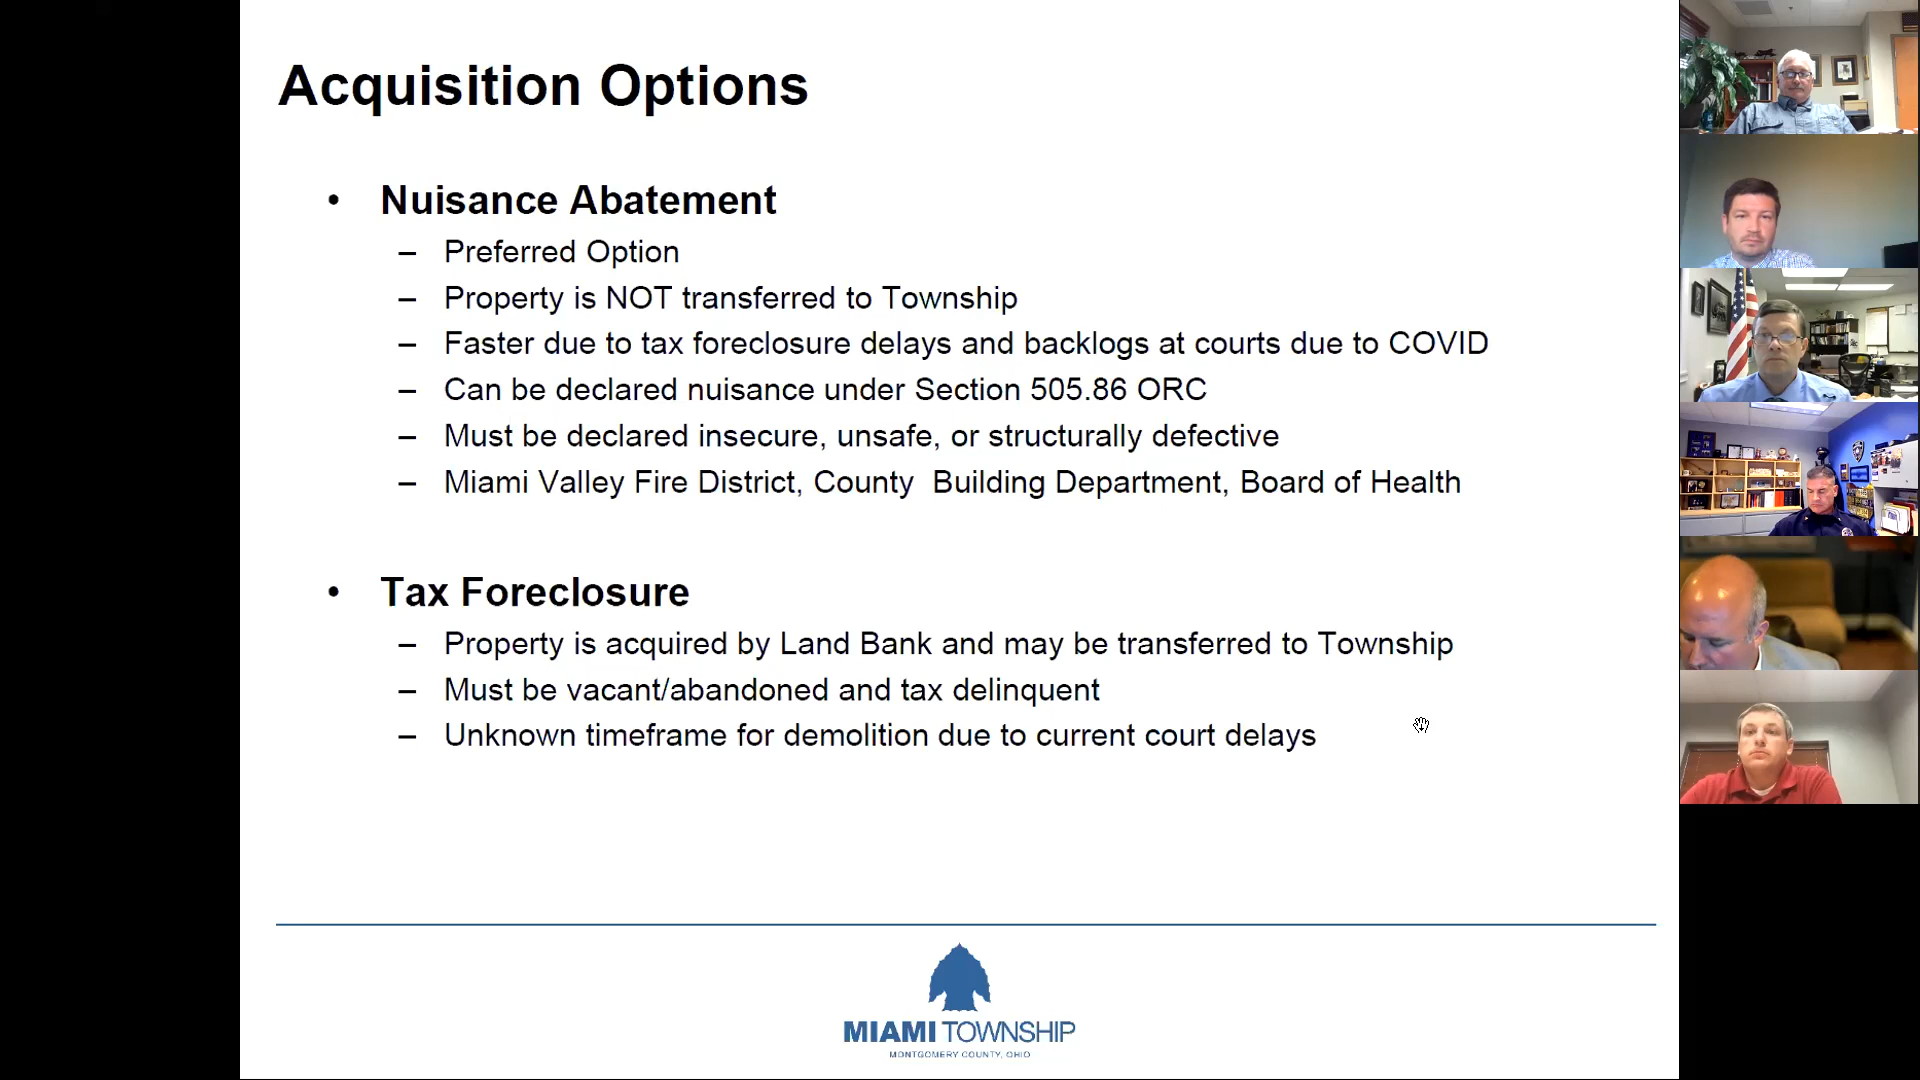 Acquisition Options
• Nuisance Abatement
– Preferred Option
– Property is NOT transferred to Township
– Faster due to tax foreclosure delays and backlogs at courts due to COVID
– Can be declared nuisance under Section 505.86 ORC
– Must be declared insecure, unsafe, or structurally defective
– Miami Valley Fire District, County  Building Department, Board of Health
• Tax Foreclosure
– Property is acquired by Land Bank and may be transferred to Township
– Must be vacant/abandoned and tax delinquent
– Unknown timeframe for demolition due to current court delays
MIAMI TOWNSHIP
MONTGOMERY COUNTY, OHIO